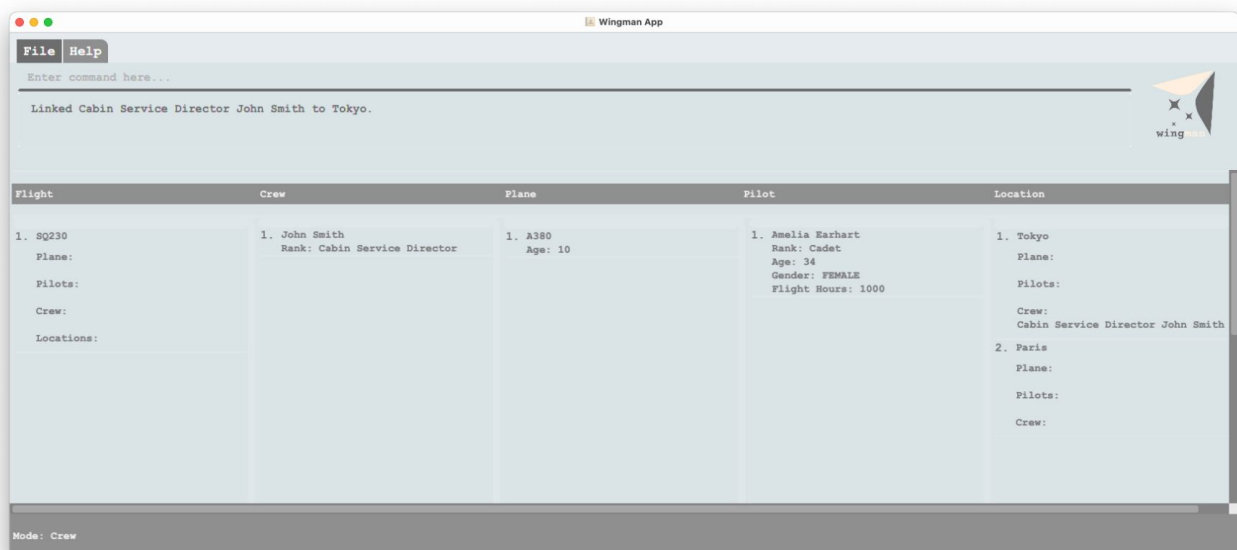 Wingman App
File Help
Enter command here...
Linked Cabin Service Director John Smith to Tokyo.
wingman
Flight Crew Plane Pilot Location
1. SQ230
Plane:
Pilots:
Crew:
Locations:
1. John Smith
Rank: Cabin Service Director
1. A380
Age: 10
1. Amelia Earhart
Rank: Cadet
Age: 34
Gender: FEMALE
Flight Hours: 1000
1. Tokyo
Plane:
Pilots:
Crew:
Cabin Service Director John Smith
2. Paris
Plane:
Pilots:
Crew:
Mode: Crew